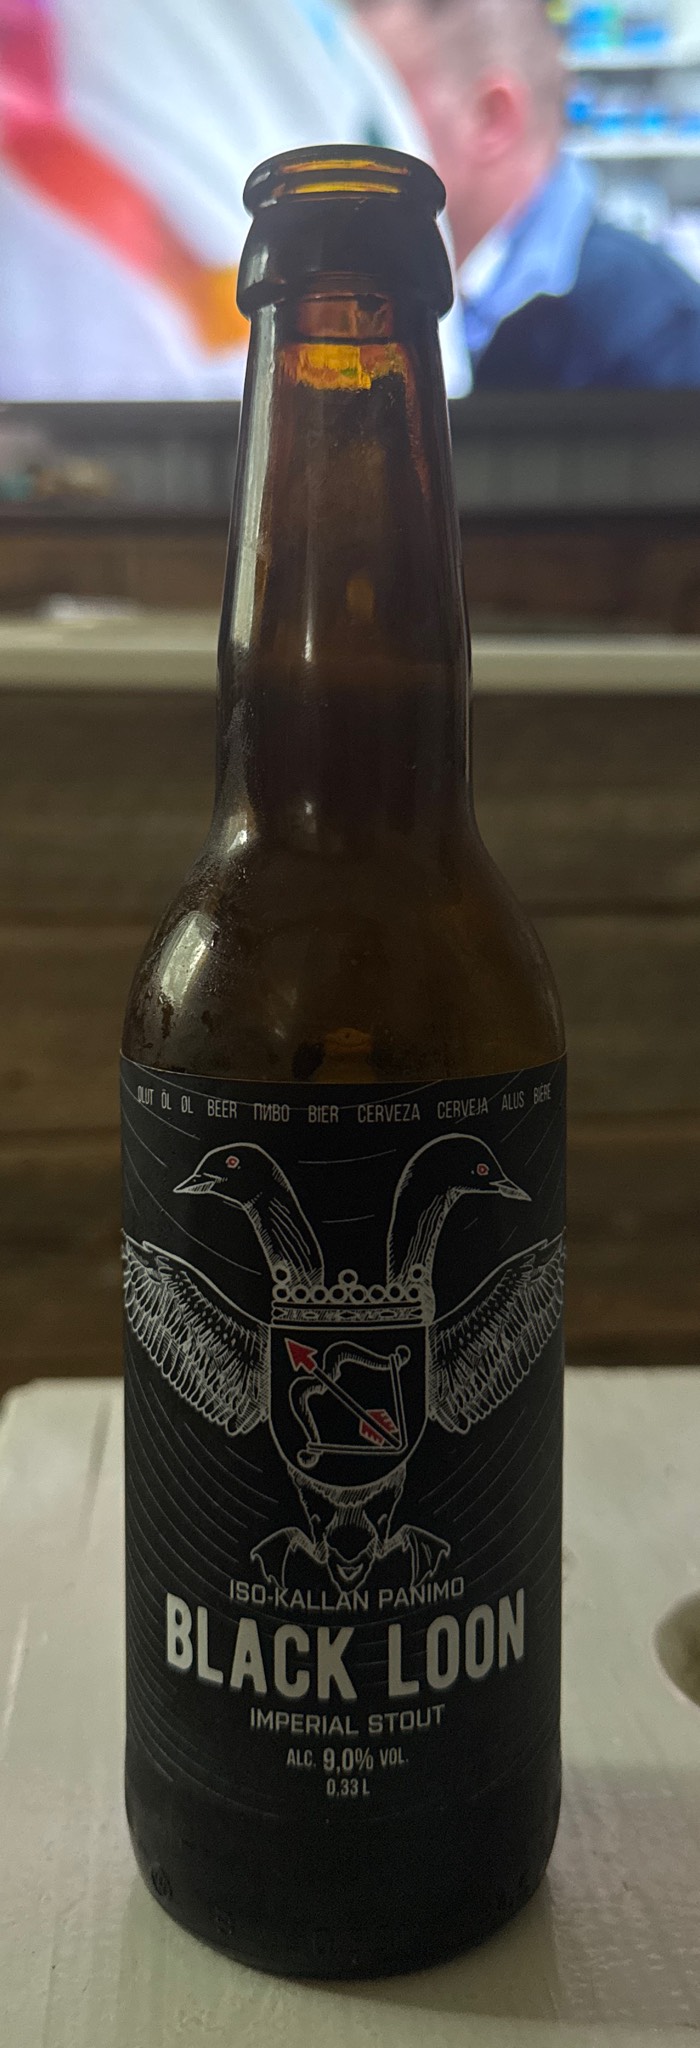 OLUT ÖL ØL BEER ПИВО BIER CERVEZA CERVEJA ALUS BIÈRE
ISO-KALLAN PANIMO
BLACK LOON
IMPERIAL STOUT
ALC. 9,0% VOL.
0,33 L